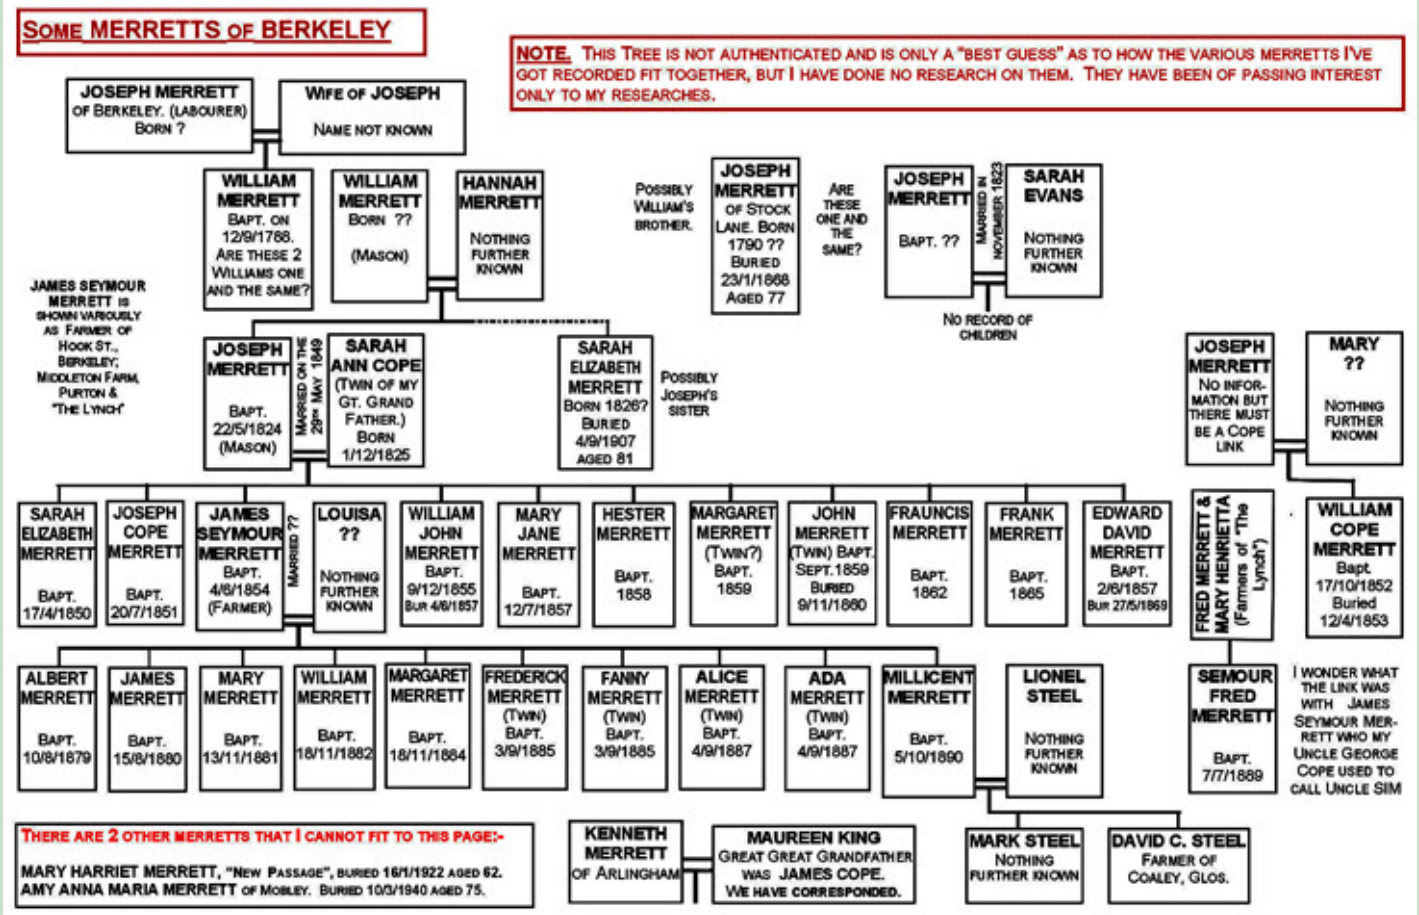 SOME MERRETTS OF BERKELEY
NOTE. THIS TREE IS NOT AUTHENTICATED AND IS ONLY A "BEST GUESS" AS TO HOW THE VARIOUS MERRETTS I'VE
GOT RECORDED FIT TOGETHER, BUT I HAVE DONE NO RESEARCH ON THEM. THEY HAVE BEEN OF PASSING INTEREST
ONLY TO MY RESEARCHES.
JOSEPH MERRETT
OF BERKELEY. (LABOURER)
BORN ?
WIFE OF JOSEPH
NAME NOT KNOWN
WILLIAM
MERRETT
BAPT. ON
12/9/1788.
ARE THESE 2
WILLIAMS ONE
AND THE SAME?
WILLIAM
MERRETT
BORN ??
(MASON)
HANNAH
MERRETT
NOTHING
FURTHER
KNOWN
POSSIBLY
WILLIAM'S
BROTHER.
JOSEPH
MERRETT
OF STOCK
LANE. BORN
1790 ??
BURIED
23/1/1868
AGED 77
ARE
THESE
ONE AND
THE
SAME?
JOSEPH
MERRETT
BAPT. ??
MARRIED IN
NOVEMBER 1823
SARAH
EVANS
NOTHING
FURTHER
KNOWN
NO RECORD OF
CHILDREN
JAMES SEYMOUR
MERRETT IS
SHOWN VARIOUSLY
AS FARMER OF
HOOK ST.,
BERKELEY;
MIDDLETON FARM,
PURTON &
"THE LYNCH"
JOSEPH
MERRETT
BAPT.
22/5/1824
(MASON)
MARRIED ON THE
29TH MAY 1849
SARAH
ANN COPE
(TWIN OF MY
GT. GRAND
FATHER.)
BORN
1/12/1825
SARAH
ELIZABETH
MERRETT
BORN 1826?
BURIED
4/9/1907
AGED 81
POSSIBLY
JOSEPH'S
SISTER
JOSEPH
MERRETT
NO INFOR-
MATION BUT
THERE MUST
BE A COPE
LINK
MARY
??
NOTHING
FURTHER
KNOWN
SARAH
ELIZABETH
MERRETT
BAPT.
17/4/1850
JOSEPH
COPE
MERRETT
BAPT.
20/7/1851
JAMES
SEYMOUR
MERRETT
BAPT.
4/6/1854
(FARMER)
MARRIED ??
LOUISA
??
NOTHING
FURTHER
KNOWN
WILLIAM
JOHN
MERRETT
BAPT.
9/12/1855
BUR 4/6/1857
MARY
JANE
MERRETT
BAPT.
12/7/1857
HESTER
MERRETT
BAPT.
1858
MARGARET
MERRETT
(TWIN?)
BAPT.
1859
JOHN
MERRETT
(TWIN) BAPT.
SEPT.1859
BURIED
9/11/1860
FRAUNCIS
MERRETT
BAPT.
1862
FRANK
MERRETT
BAPT.
1865
EDWARD
DAVID
MERRETT
BAPT.
2/6/1857
BUR 27/5/1869
FRED MERRETT &
MARY HENRIETTA
(Farmers of "The
Lynch")
WILLIAM
COPE
MERRETT
Bapt.
17/10/1852
Buried
12/4/1853
ALBERT
MERRETT
BAPT.
10/8/1879
JAMES
MERRETT
BAPT.
15/8/1880
MARY
MERRETT
BAPT.
13/11/1881
WILLIAM
MERRETT
BAPT.
18/11/1882
MARGARET
MERRETT
BAPT.
18/11/1884
FREDERICK
MERRETT
(TWIN)
BAPT.
3/9/1885
FANNY
MERRETT
(TWIN)
BAPT.
3/9/1885
ALICE
MERRETT
(TWIN)
BAPT.
4/9/1887
ADA
MERRETT
(TWIN)
BAPT.
4/9/1887
MILLICENT
MERRETT
BAPT.
5/10/1890
LIONEL
STEEL
NOTHING
FURTHER
KNOWN
SEMOUR
FRED
MERRETT
BAPT.
7/7/1889
I WONDER WHAT
THE LINK WAS
WITH JAMES
SEYMOUR MER-
RETT WHO MY
UNCLE GEORGE
COPE USED TO
CALL UNCLE SIM
THERE ARE 2 OTHER MERRETTS THAT I CANNOT FIT TO THIS PAGE:-
MARY HARRIET MERRETT, "NEW PASSAGE", BURIED 16/1/1922 AGED 62.
AMY ANNA MARIA MERRETT OF MOBLEY. BURIED 10/3/1940 AGED 75.
KENNETH
MERRETT
OF ARLINGHAM
MAUREEN KING
GREAT GREAT GRANDFATHER
WAS JAMES COPE.
WE HAVE CORRESPONDED.
MARK STEEL
NOTHING
FURTHER KNOWN
DAVID C. STEEL
FARMER OF
COALEY, GLOS.